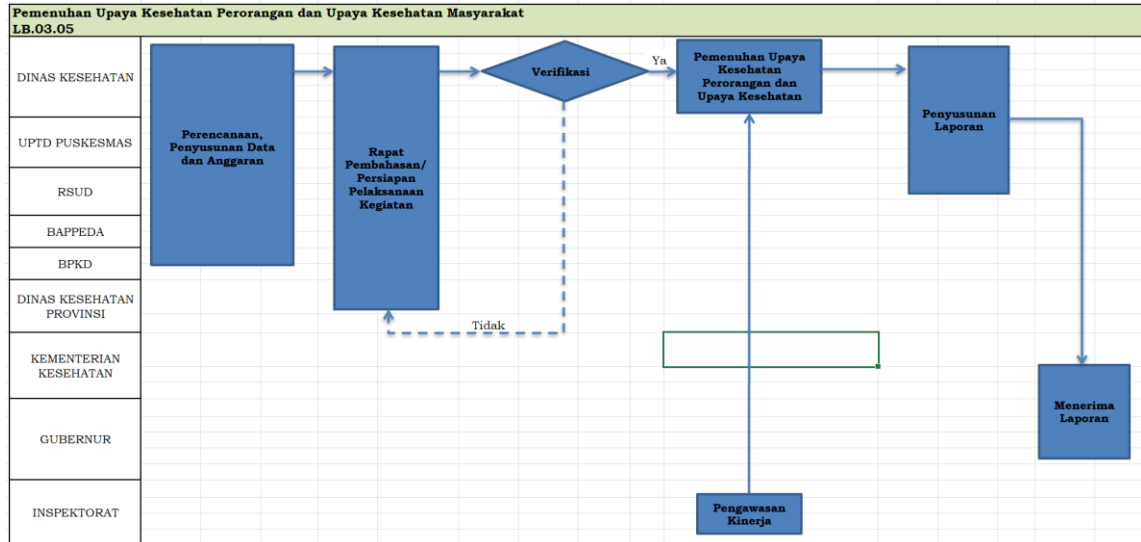 Pemenuhan Upaya Kesehatan Perorangan dan Upaya Kesehatan Masyarakat
LB.03.05
DINAS KESEHATAN
UPTD PUSKESMAS
RSUD
BAPPEDA
BPKD
DINAS KESEHATAN
PROVINSI
KEMENTERIAN
KESEHATAN
GUBERNUR
INSPEKTORAT
Perencanaan,
Penyusunan Data
dan Anggaran
Rapat
Pembahasan/
Persiapan
Pelaksanaan
Kegiatan
Verifikasi
Ya
Tidak
Pemenuhan Upaya
Kesehatan
Perorangan dan
Upaya Kesehatan
Penyusunan
Laporan
Menerima
Laporan
Pengawasan
Kinerja